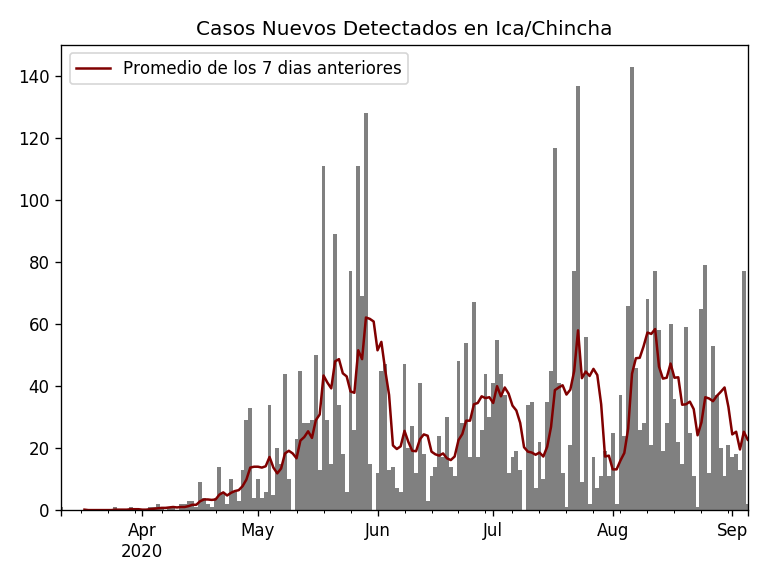 Casos Nuevos Detectados en Ica/Chincha
Promedio de los 7 dias anteriores
140
120
100
80
60
40
20
0
Apr
2020
May
Jun
Jul
Aug
Sep